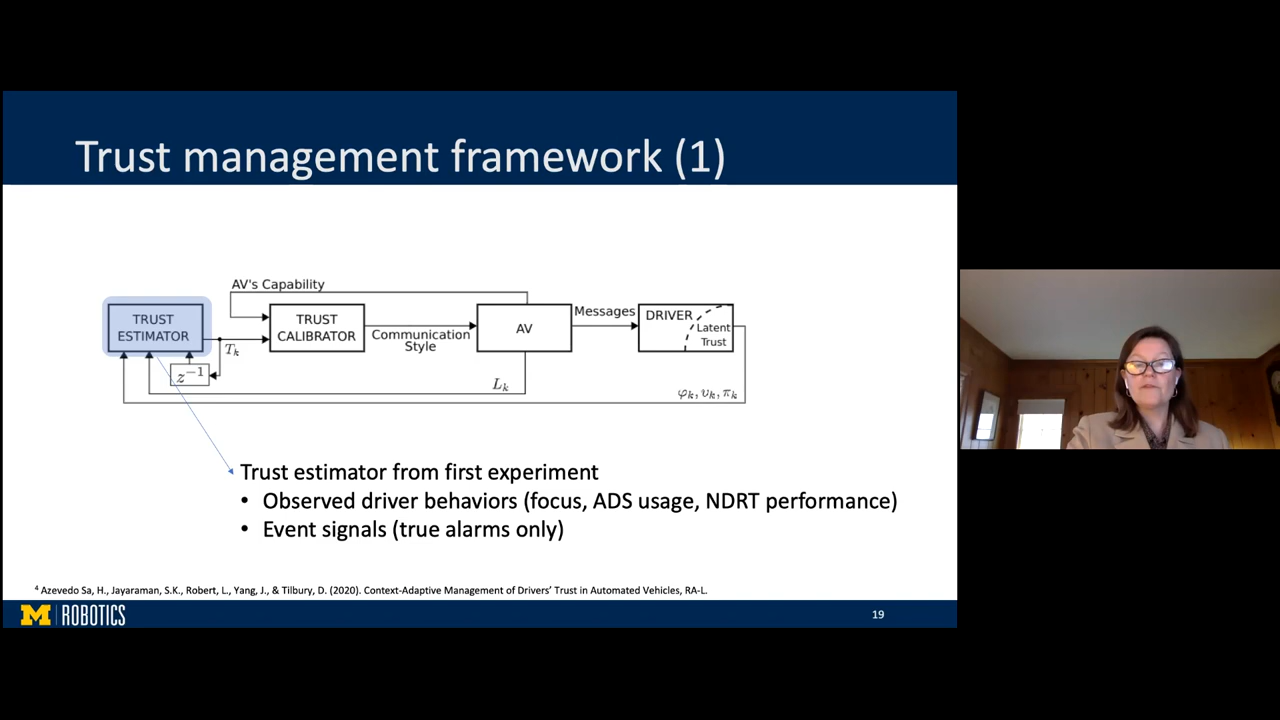 Trust management framework (1)
AV's Capability
TRUST
ESTIMATOR
T_k
z^{-1}
TRUST
CALIBRATOR
Communication
Style
AV
L_k
Messages
DRIVER
Latent
Trust
φ_k, υ_k, π_k
Trust estimator from first experiment
• Observed driver behaviors (focus, ADS usage, NDRT performance)
• Event signals (true alarms only)
⁴ Azevedo Sa, H., Jayaraman, S.K., Robert, L., Yang, J., & Tilbury, D. (2020). Context-Adaptive Management of Drivers' Trust in Automated Vehicles, RA-L.
M | ROBOTICS
19